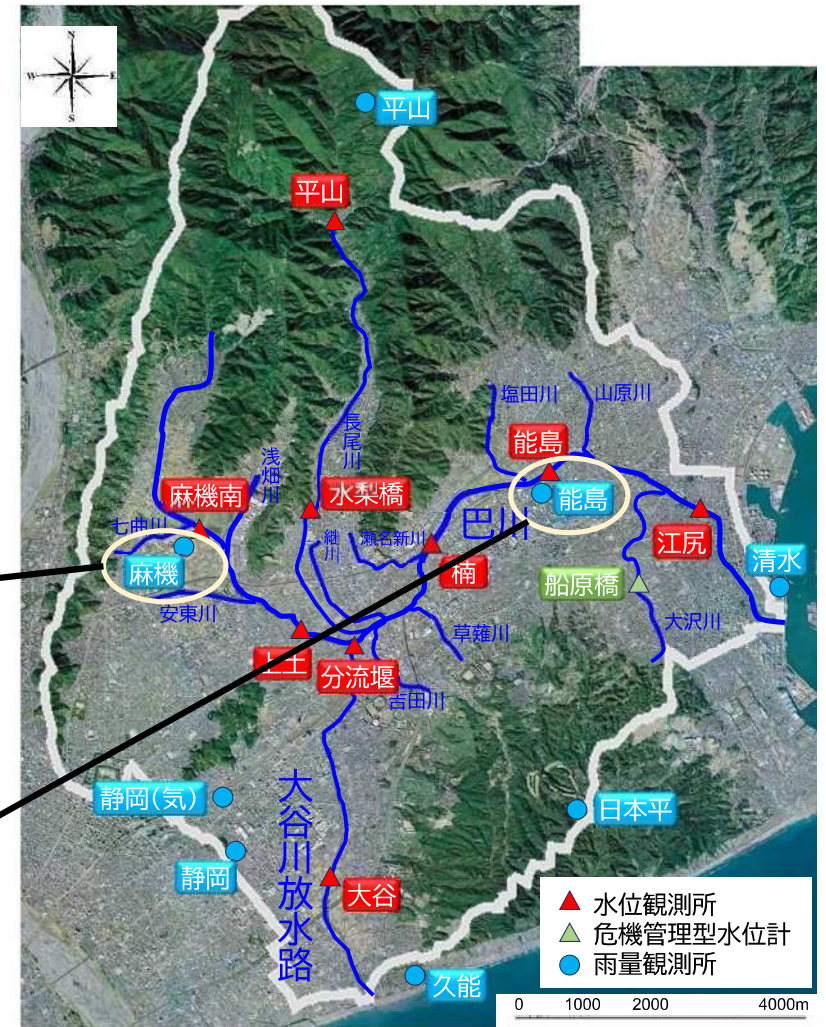 N
W
E
S
平山
平山
塩田川
山原川
長尾川
能島
浅畑川
麻機南
水梨橋
能島
七曲川
巴川
継川
瀬名新川
江尻
麻機
楠
船原橋
清水
安東川
草薙川
大沢川
上土
分流堰
吉田川
大谷川放水路
静岡(気)
日本平
静岡
大谷
久能
水位観測所
危機管理型水位計
雨量観測所
0 1000 2000 4000m